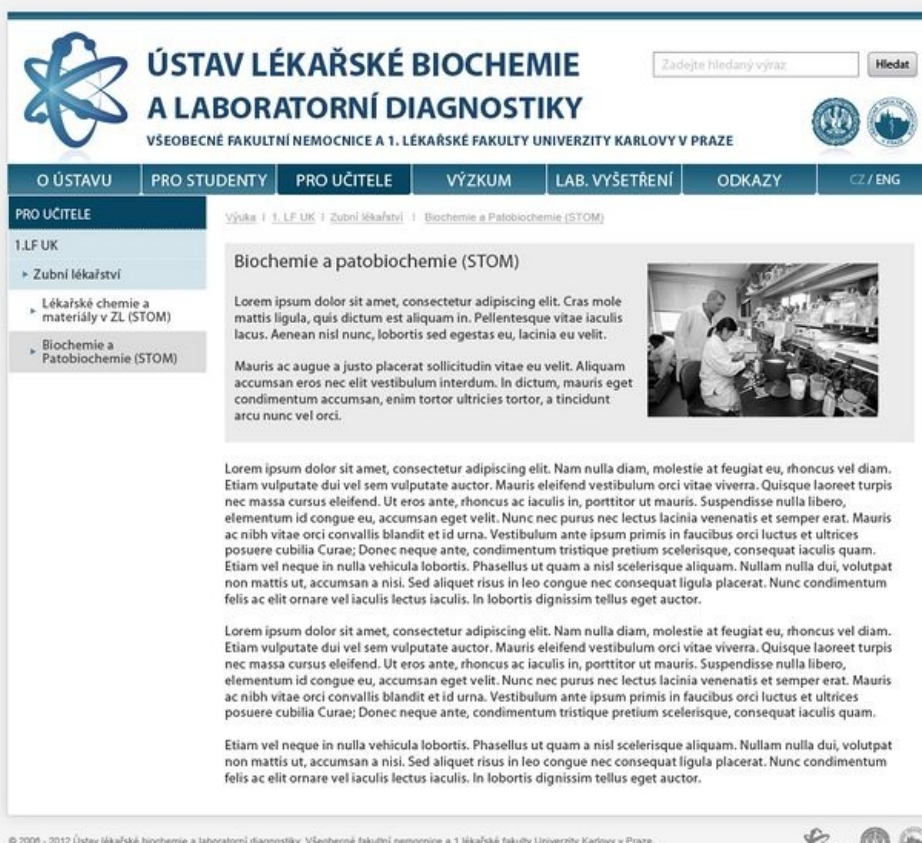 ÚSTAV LÉKAŘSKÉ BIOCHEMIE
A LABORATORNÍ DIAGNOSTIKY
VŠEOBECNÉ FAKULTNÍ NEMOCNICE A 1. LÉKAŘSKÉ FAKULTY UNIVERZITY KARLOVY V PRAZE
Zadejte hledaný výraz
Hledat
O ÚSTAVU PRO STUDENTY PRO UČITELE VÝZKUM LAB. VYŠETŘENÍ ODKAZY CZ / ENG
PRO UČITELE
1.LF UK
Zubní lékařství
Lékařské chemie a
materiály v ZL (STOM)
Biochemie a
Patobiochemie (STOM)
Výuka | 1. LF UK | Zubní lékařství | Biochemie a Patobiochemie (STOM)
Biochemie a patobiochemie (STOM)
Lorem ipsum dolor sit amet, consectetur adipiscing elit. Cras mole
mattis ligula, quis dictum est aliquam in. Pellentesque vitae iaculis
lacus. Aenean nisl nunc, lobortis sed egestas eu, lacinia eu velit.
Mauris ac augue a justo placerat sollicitudin vitae eu velit. Aliquam
accumsan eros nec elit vestibulum interdum. In dictum, mauris eget
condimentum accumsan, enim tortor ultricies tortor, a tincidunt
arcu nunc vel orci.
Lorem ipsum dolor sit amet, consectetur adipiscing elit. Nam nulla diam, molestie at feugiat eu, rhoncus vel diam.
Etiam vulputate dui vel sem vulputate auctor. Mauris eleifend vestibulum orci vitae viverra. Quisque laoreet turpis
nec massa cursus eleifend. Ut eros ante, rhoncus ac iaculis in, porttitor ut mauris. Suspendisse nulla libero,
elementum id congue eu, accumsan eget velit. Nunc nec purus nec lectus lacinia venenatis et semper erat. Mauris
ac nibh vitae orci convallis blandit et id urna. Vestibulum ante ipsum primis in faucibus orci luctus et ultrices
posuere cubilia Curae; Donec neque ante, condimentum tristique pretium scelerisque, consequat iaculis quam.
Etiam vel neque in nulla vehicula lobortis. Phasellus ut quam a nisl scelerisque aliquam. Nullam nulla dui, volutpat
non mattis ut, accumsan a nisi. Sed aliquet risus in leo congue nec consequat ligula placerat. Nunc condimentum
felis ac elit ornare vel iaculis lectus iaculis. In lobortis dignissim tellus eget auctor.
Lorem ipsum dolor sit amet, consectetur adipiscing elit. Nam nulla diam, molestie at feugiat eu, rhoncus vel diam.
Etiam vulputate dui vel sem vulputate auctor. Mauris eleifend vestibulum orci vitae viverra. Quisque laoreet turpis
nec massa cursus eleifend. Ut eros ante, rhoncus ac iaculis in, porttitor ut mauris. Suspendisse nulla libero,
elementum id congue eu, accumsan eget velit. Nunc nec purus nec lectus lacinia venenatis et semper erat. Mauris
ac nibh vitae orci convallis blandit et id urna. Vestibulum ante ipsum primis in faucibus orci luctus et ultrices
posuere cubilia Curae; Donec neque ante, condimentum tristique pretium scelerisque, consequat iaculis quam.
Etiam vel neque in nulla vehicula lobortis. Phasellus ut quam a nisl scelerisque aliquam. Nullam nulla dui, volutpat
non mattis ut, accumsan a nisi. Sed aliquet risus in leo congue nec consequat ligula placerat. Nunc condimentum
felis ac elit ornare vel iaculis lectus iaculis. In lobortis dignissim tellus eget auctor.
© 2006 - 2012 Ústav lékařské biochemie a laboratorní diagnostiky, Všeobecné fakultní nemocnice a 1.lékařské fakulty Univerzity Karlovy v Praze